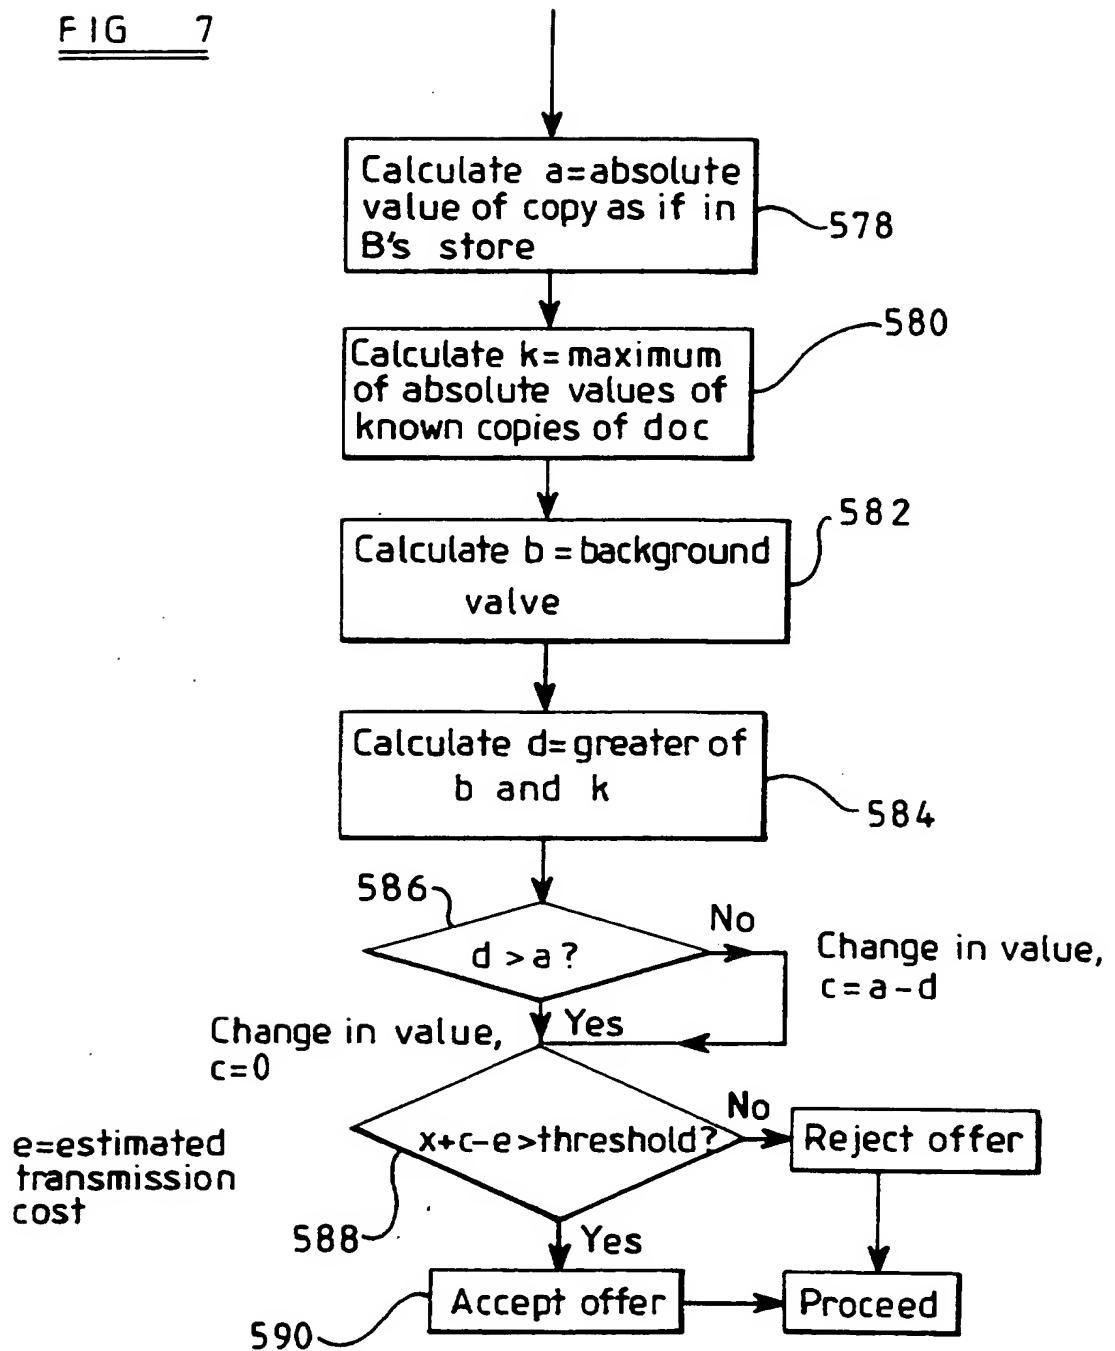 FIG 7
Calculate a=absolute
value of copy as if in
B's store
578
580
Calculate k=maximum
of absolute values of
known copies of doc
582
Calculate b=background
valve
Calculate d=greater of
b and k
584
586
d>a?
No
Change in value,
c=a-d
Yes
Change in value,
c=0
x+c-e>threshold?
No
Reject offer
e=estimated
transmission
cost
588
Yes
Accept offer
Proceed
590